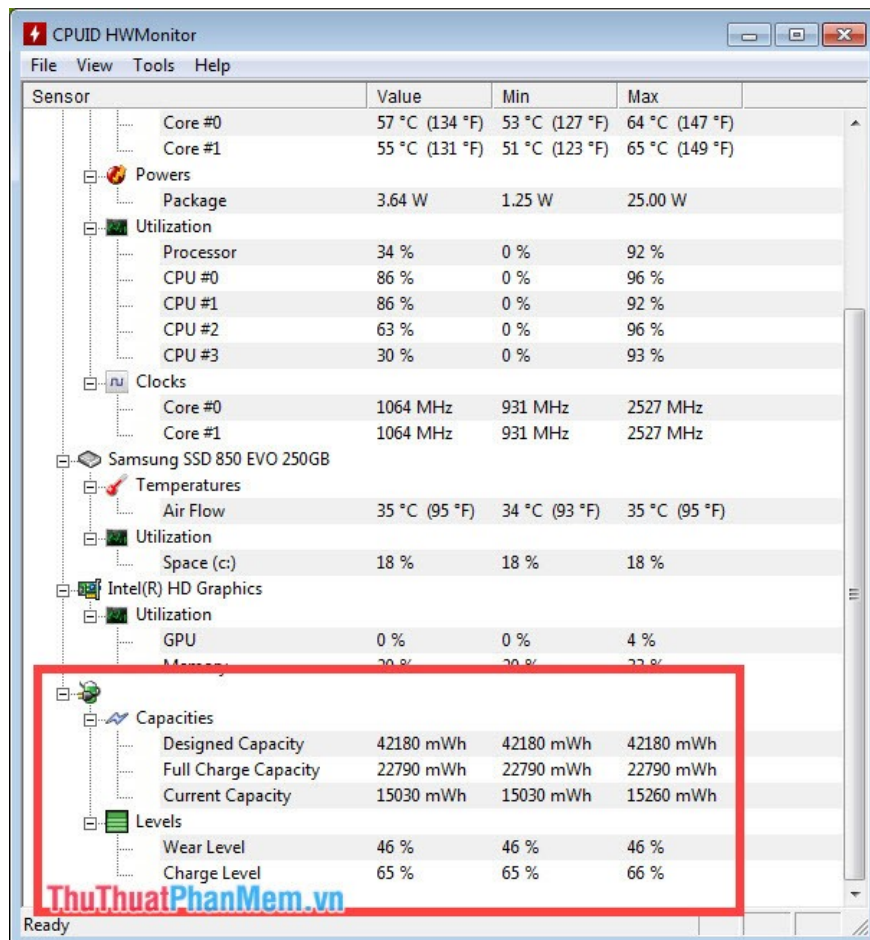 CPUID HWMonitor
File View Tools Help
Sensor Value Min Max
Core #0 57 °C (134 °F) 53 °C (127 °F) 64 °C (147 °F)
Core #1 55 °C (131 °F) 51 °C (123 °F) 65 °C (149 °F)
Powers
Package 3.64 W 1.25 W 25.00 W
Utilization
Processor 34 % 0 % 92 %
CPU #0 86 % 0 % 96 %
CPU #1 86 % 0 % 92 %
CPU #2 63 % 0 % 96 %
CPU #3 30 % 0 % 93 %
Clocks
Core #0 1064 MHz 931 MHz 2527 MHz
Core #1 1064 MHz 931 MHz 2527 MHz
Samsung SSD 850 EVO 250GB
Temperatures
Air Flow 35 °C (95 °F) 34 °C (93 °F) 35 °C (95 °F)
Utilization
Space (c:) 18 % 18 % 18 %
Intel(R) HD Graphics
Utilization
GPU 0 % 0 % 4 %
Memory
Capacities
Designed Capacity 42180 mWh 42180 mWh 42180 mWh
Full Charge Capacity 22790 mWh 22790 mWh 22790 mWh
Current Capacity 15030 mWh 15030 mWh 15260 mWh
Levels
Wear Level 46 % 46 % 46 %
Charge Level 65 % 65 % 66 %
ThuThuatPhanMem.vn
Ready